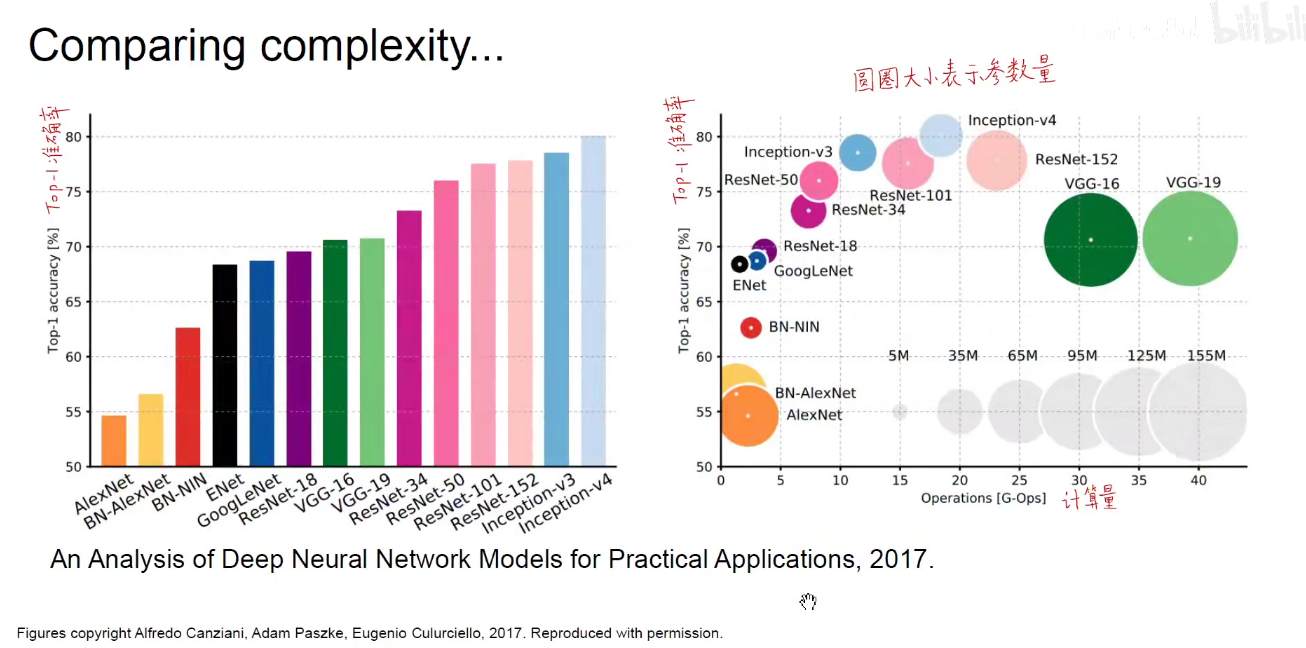 Comparing complexity...
bilibili
圆圈大小表示参数量
Top-1准确率
Top-1 accuracy [%]
80
75
70
65
60
55
50
AlexNet
BN-AlexNet
BN-NIN
ENet
GoogLeNet
ResNet-18
VGG-16
VGG-19
ResNet-34
ResNet-50
ResNet-101
ResNet-152
Inception-v3
Inception-v4
Top-1准确率
Top-1 accuracy [%]
80
75
70
65
60
55
50
Inception-v4
Inception-v3
ResNet-152
ResNet-50
VGG-16
VGG-19
ResNet-101
ResNet-34
ResNet-18
GoogLeNet
ENet
BN-NIN
5M 35M 65M 95M 125M 155M
BN-AlexNet
AlexNet
0 5 10 15 20 25 30 35 40
Operations [G-Ops]
计算量
An Analysis of Deep Neural Network Models for Practical Applications, 2017.
Figures copyright Alfredo Canziani, Adam Paszke, Eugenio Culurciello, 2017. Reproduced with permission.